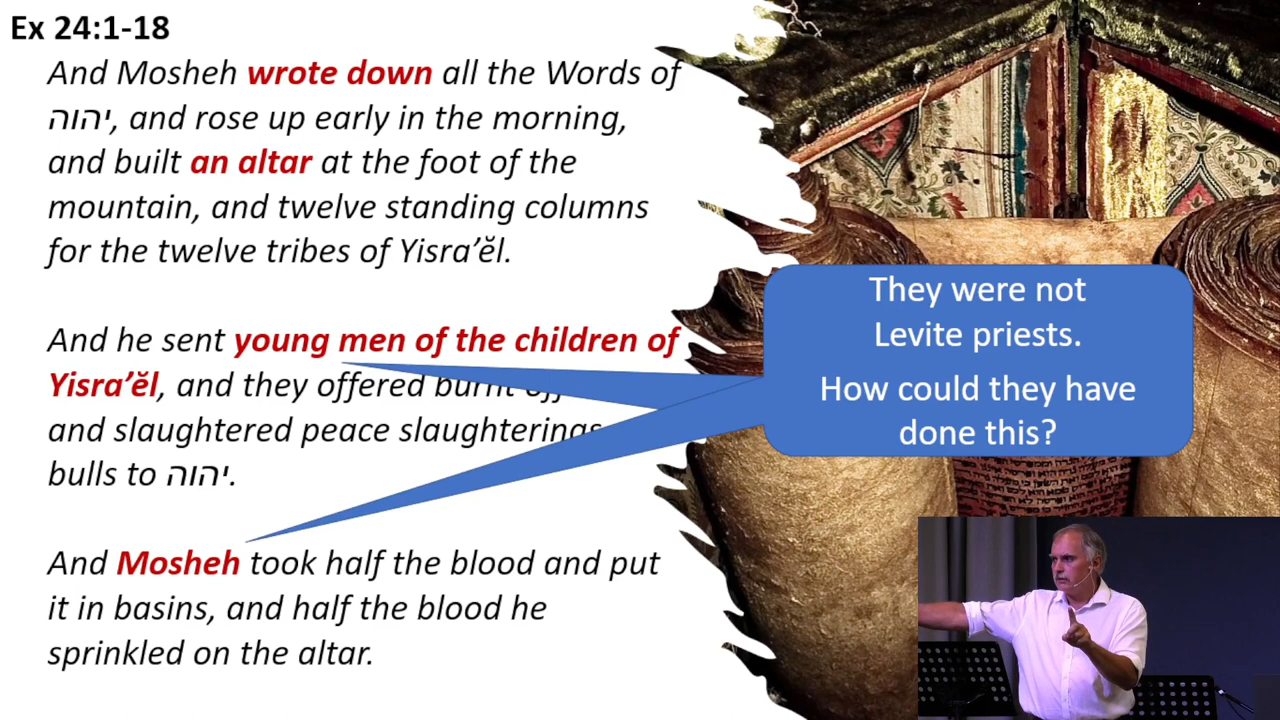 Ex 24:1-18
And Mosheh wrote down all the Words of
יהוה, and rose up early in the morning,
and built an altar at the foot of the
mountain, and twelve standing columns
for the twelve tribes of Yisra’ĕl.
And he sent young men of the children of
Yisra’ĕl, and they offered burnt
and slaughtered peace slaughterings
bulls to יהוה.
And Mosheh took half the blood and put
it in basins, and half the blood he
sprinkled on the altar.
They were not
Levite priests.
How could they have
done this?